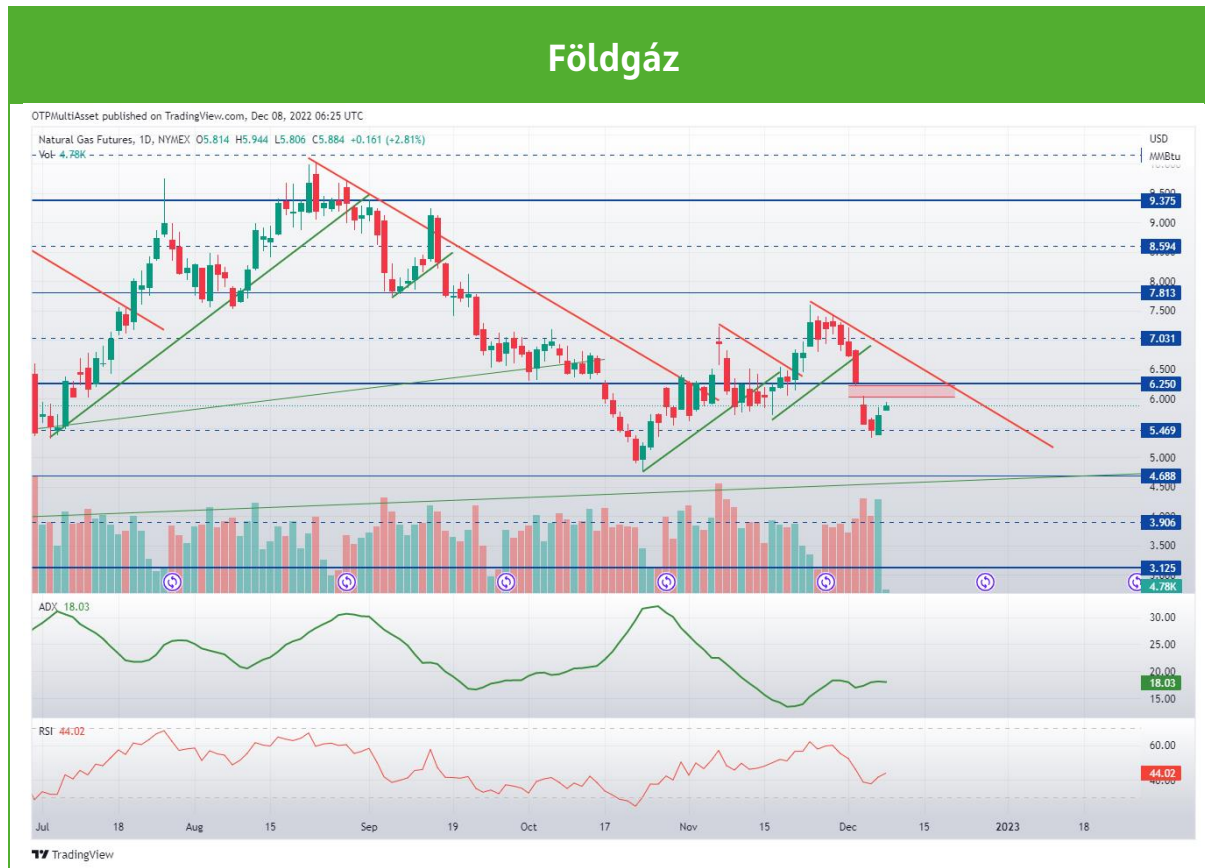 Földgáz
OTPMultiAsset published on TradingView.com, Dec 08, 2022 06:25 UTC
Natural Gas Futures, 1D, NYMEX O5.814 H5.944 L5.806 C5.884 +0.161 (+2.81%)
Vol 4.78K
USD
MMBtu
9.375
9.000
8.594
8.000
7.813
7.500
7.031
6.500
6.250
6.000
5.469
5.000
4.688
4.500
3.906
3.500
3.125
4.78K
ADX 18.03
30.00
25.00
20.00
18.03
15.00
RSI 44.02
60.00
44.02
Jul 18 Aug 15 Sep 19 Oct 17 Nov 15 Dec 15 2023 18
TradingView